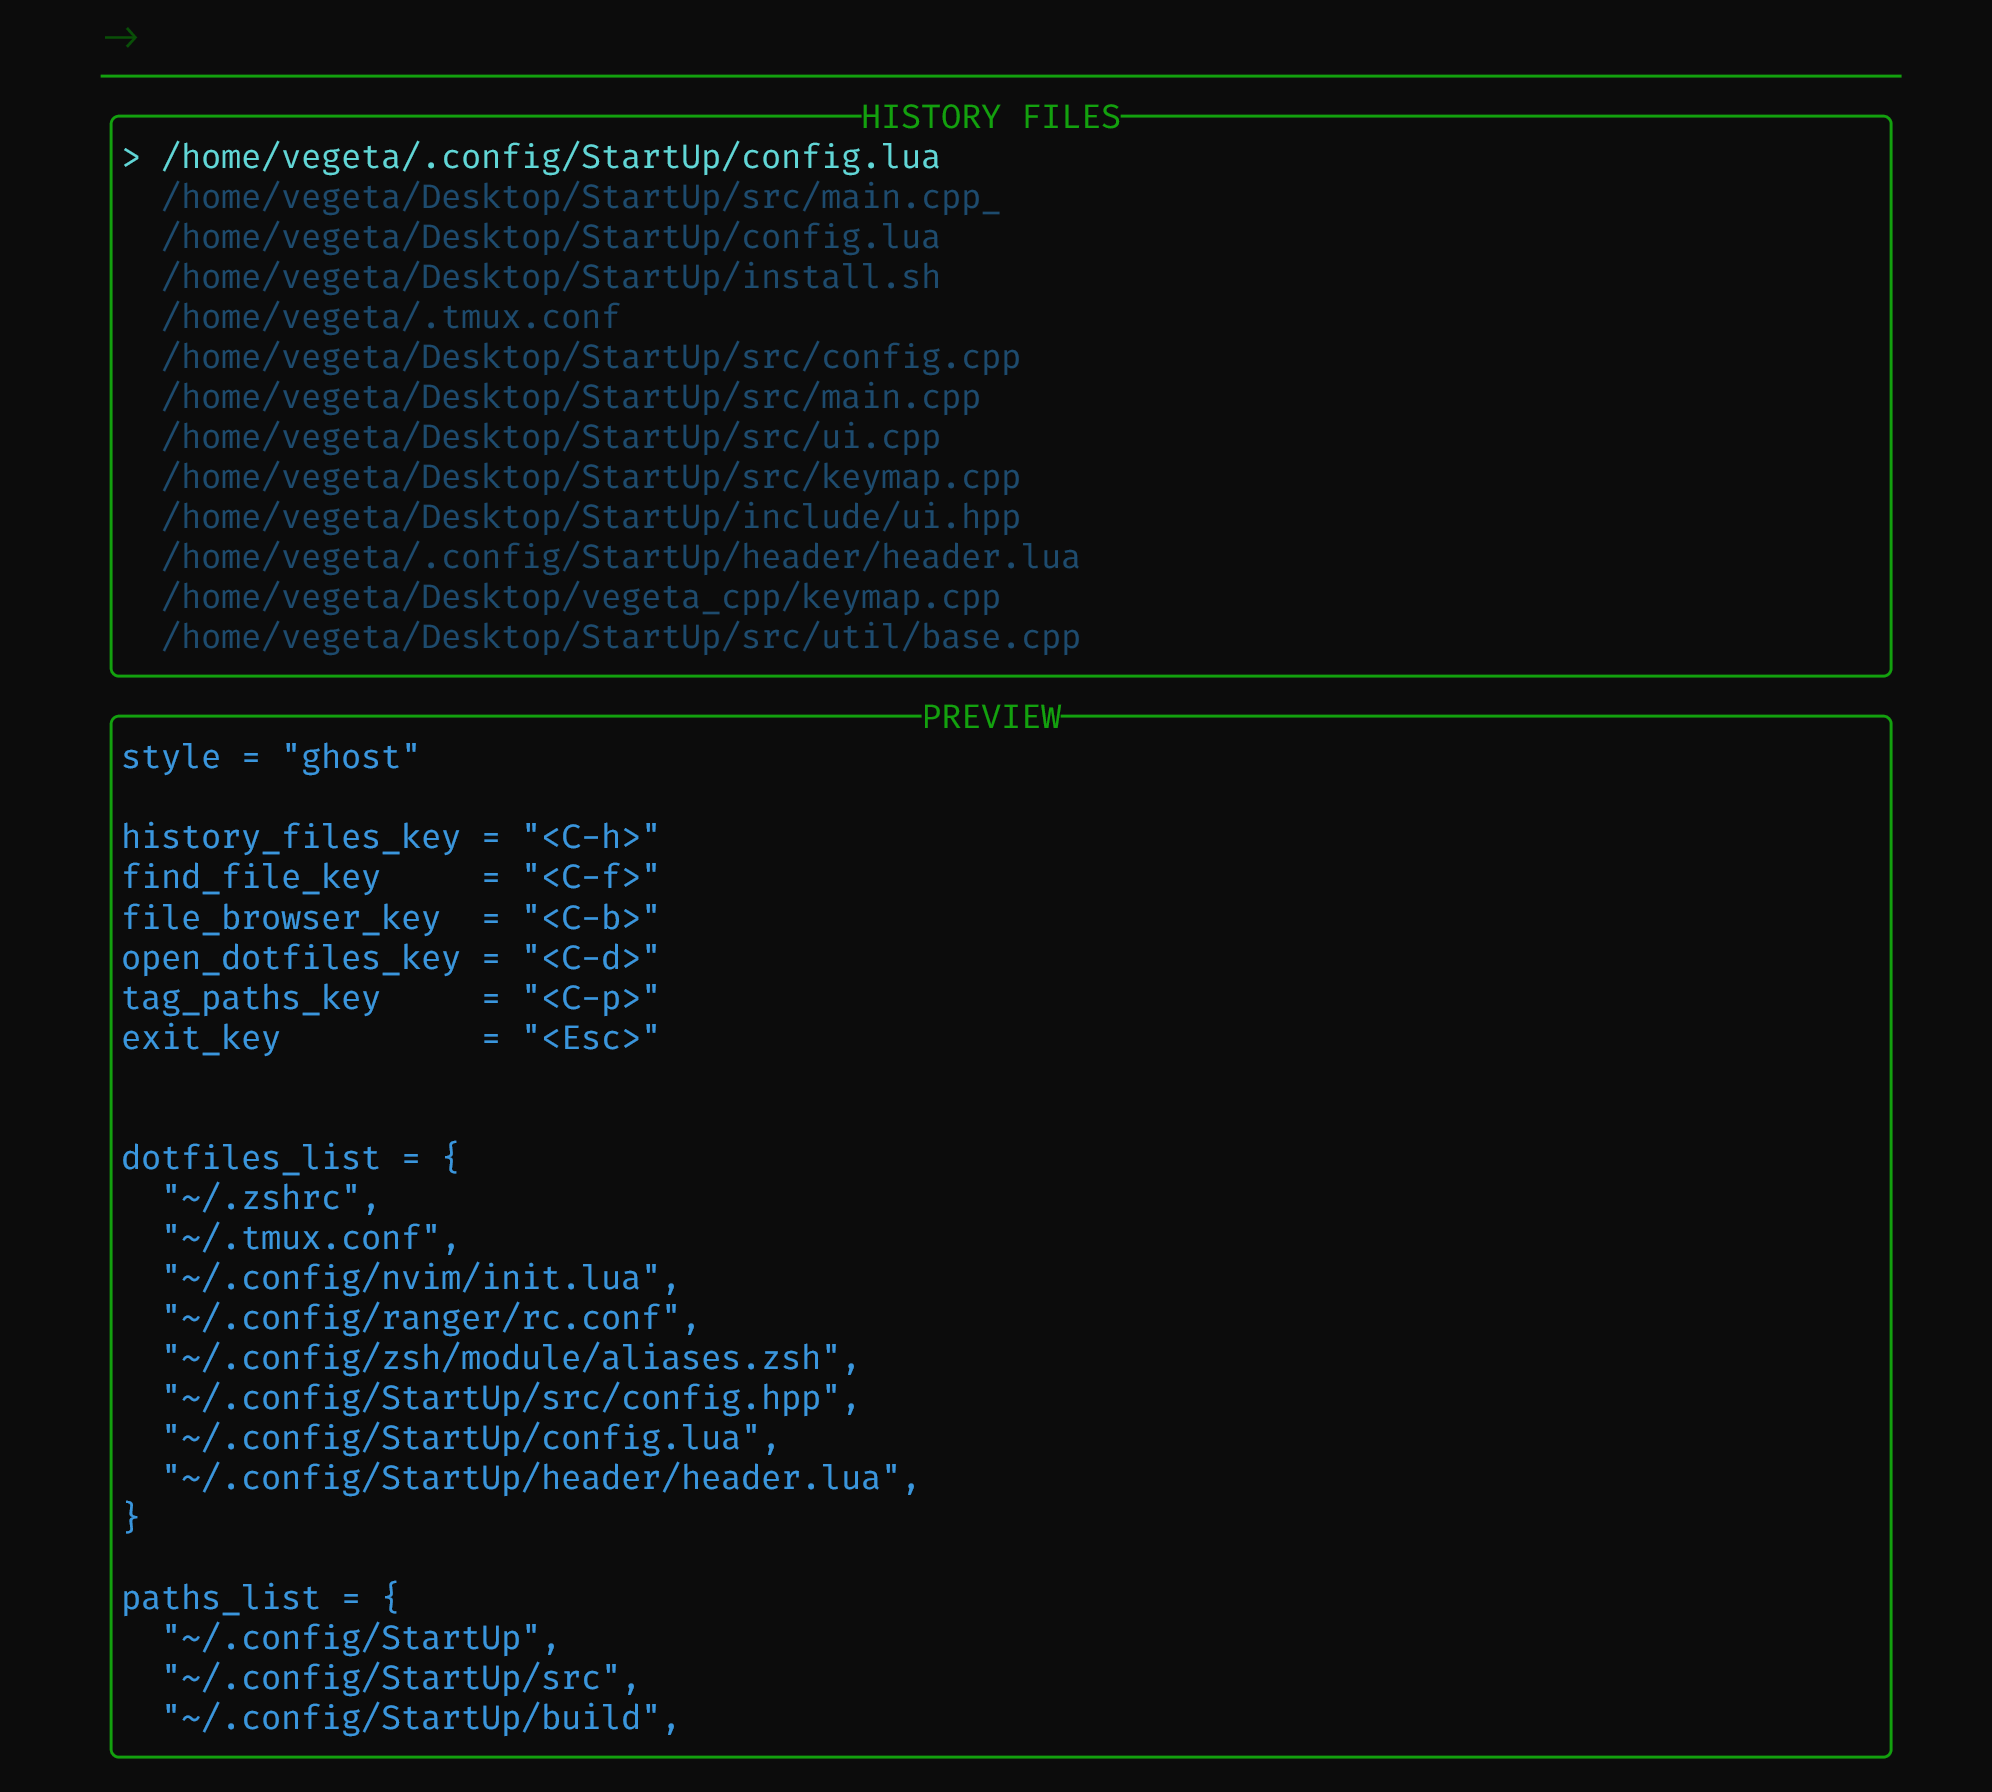 →
HISTORY FILES
> /home/vegeta/.config/StartUp/config.lua
/home/vegeta/Desktop/StartUp/src/main.cpp_
/home/vegeta/Desktop/StartUp/config.lua
/home/vegeta/Desktop/StartUp/install.sh
/home/vegeta/.tmux.conf
/home/vegeta/Desktop/StartUp/src/config.cpp
/home/vegeta/Desktop/StartUp/src/main.cpp
/home/vegeta/Desktop/StartUp/src/ui.cpp
/home/vegeta/Desktop/StartUp/src/keymap.cpp
/home/vegeta/Desktop/StartUp/include/ui.hpp
/home/vegeta/.config/StartUp/header/header.lua
/home/vegeta/Desktop/vegeta_cpp/keymap.cpp
/home/vegeta/Desktop/StartUp/src/util/base.cpp
PREVIEW
style = "ghost"
history_files_key = "<C-h>"
find_file_key     = "<C-f>"
file_browser_key  = "<C-b>"
open_dotfiles_key = "<C-d>"
tag_paths_key     = "<C-p>"
exit_key          = "<Esc>"
dotfiles_list = {
  "~/.zshrc",
  "~/.tmux.conf",
  "~/.config/nvim/init.lua",
  "~/.config/ranger/rc.conf",
  "~/.config/zsh/module/aliases.zsh",
  "~/.config/StartUp/src/config.hpp",
  "~/.config/StartUp/config.lua",
  "~/.config/StartUp/header/header.lua",
}
paths_list = {
  "~/.config/StartUp",
  "~/.config/StartUp/src",
  "~/.config/StartUp/build",